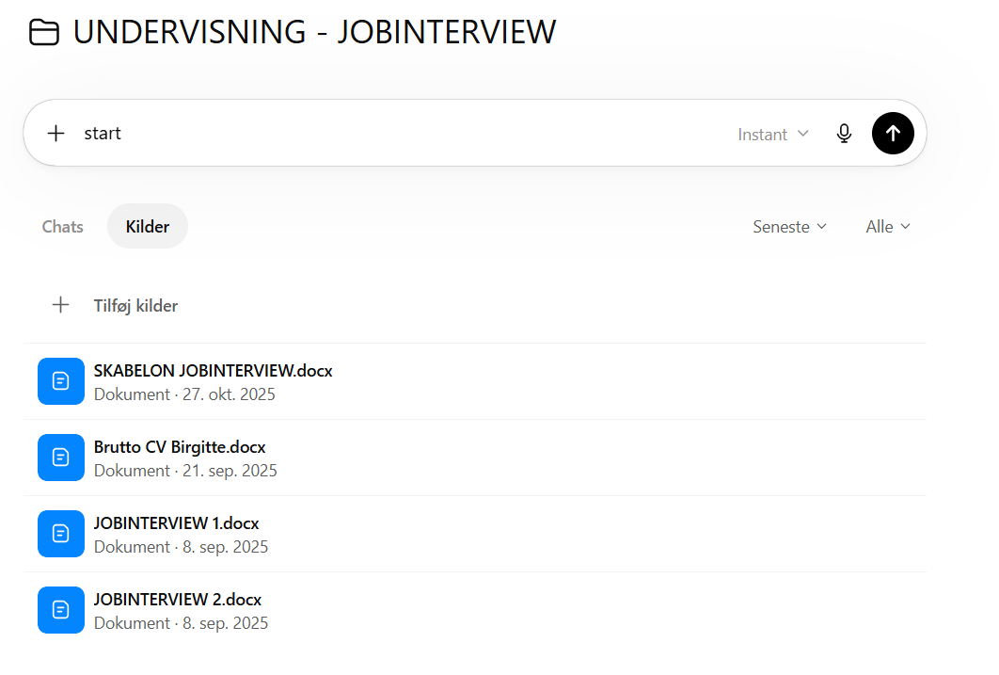 UNDERVISNING - JOBINTERVIEW
start
Instant
Chats
Kilder
Seneste
Alle
Tilføj kilder
SKABELON JOBINTERVIEW.docx
Dokument · 27. okt. 2025
Brutto CV Birgitte.docx
Dokument · 21. sep. 2025
JOBINTERVIEW 1.docx
Dokument · 8. sep. 2025
JOBINTERVIEW 2.docx
Dokument · 8. sep. 2025